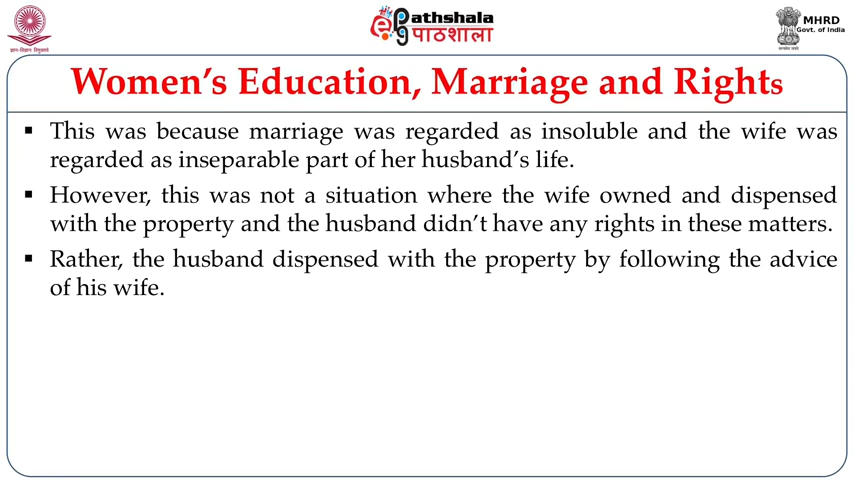 ज्ञान-विज्ञान विमुक्तये
e Pathshala
पाठशाला
MHRD
Govt. of India
Women's Education, Marriage and Rights
▪ This was because marriage was regarded as insoluble and the wife was
regarded as inseparable part of her husband's life.
▪ However, this was not a situation where the wife owned and dispensed
with the property and the husband didn't have any rights in these matters.
▪ Rather, the husband dispensed with the property by following the advice
of his wife.